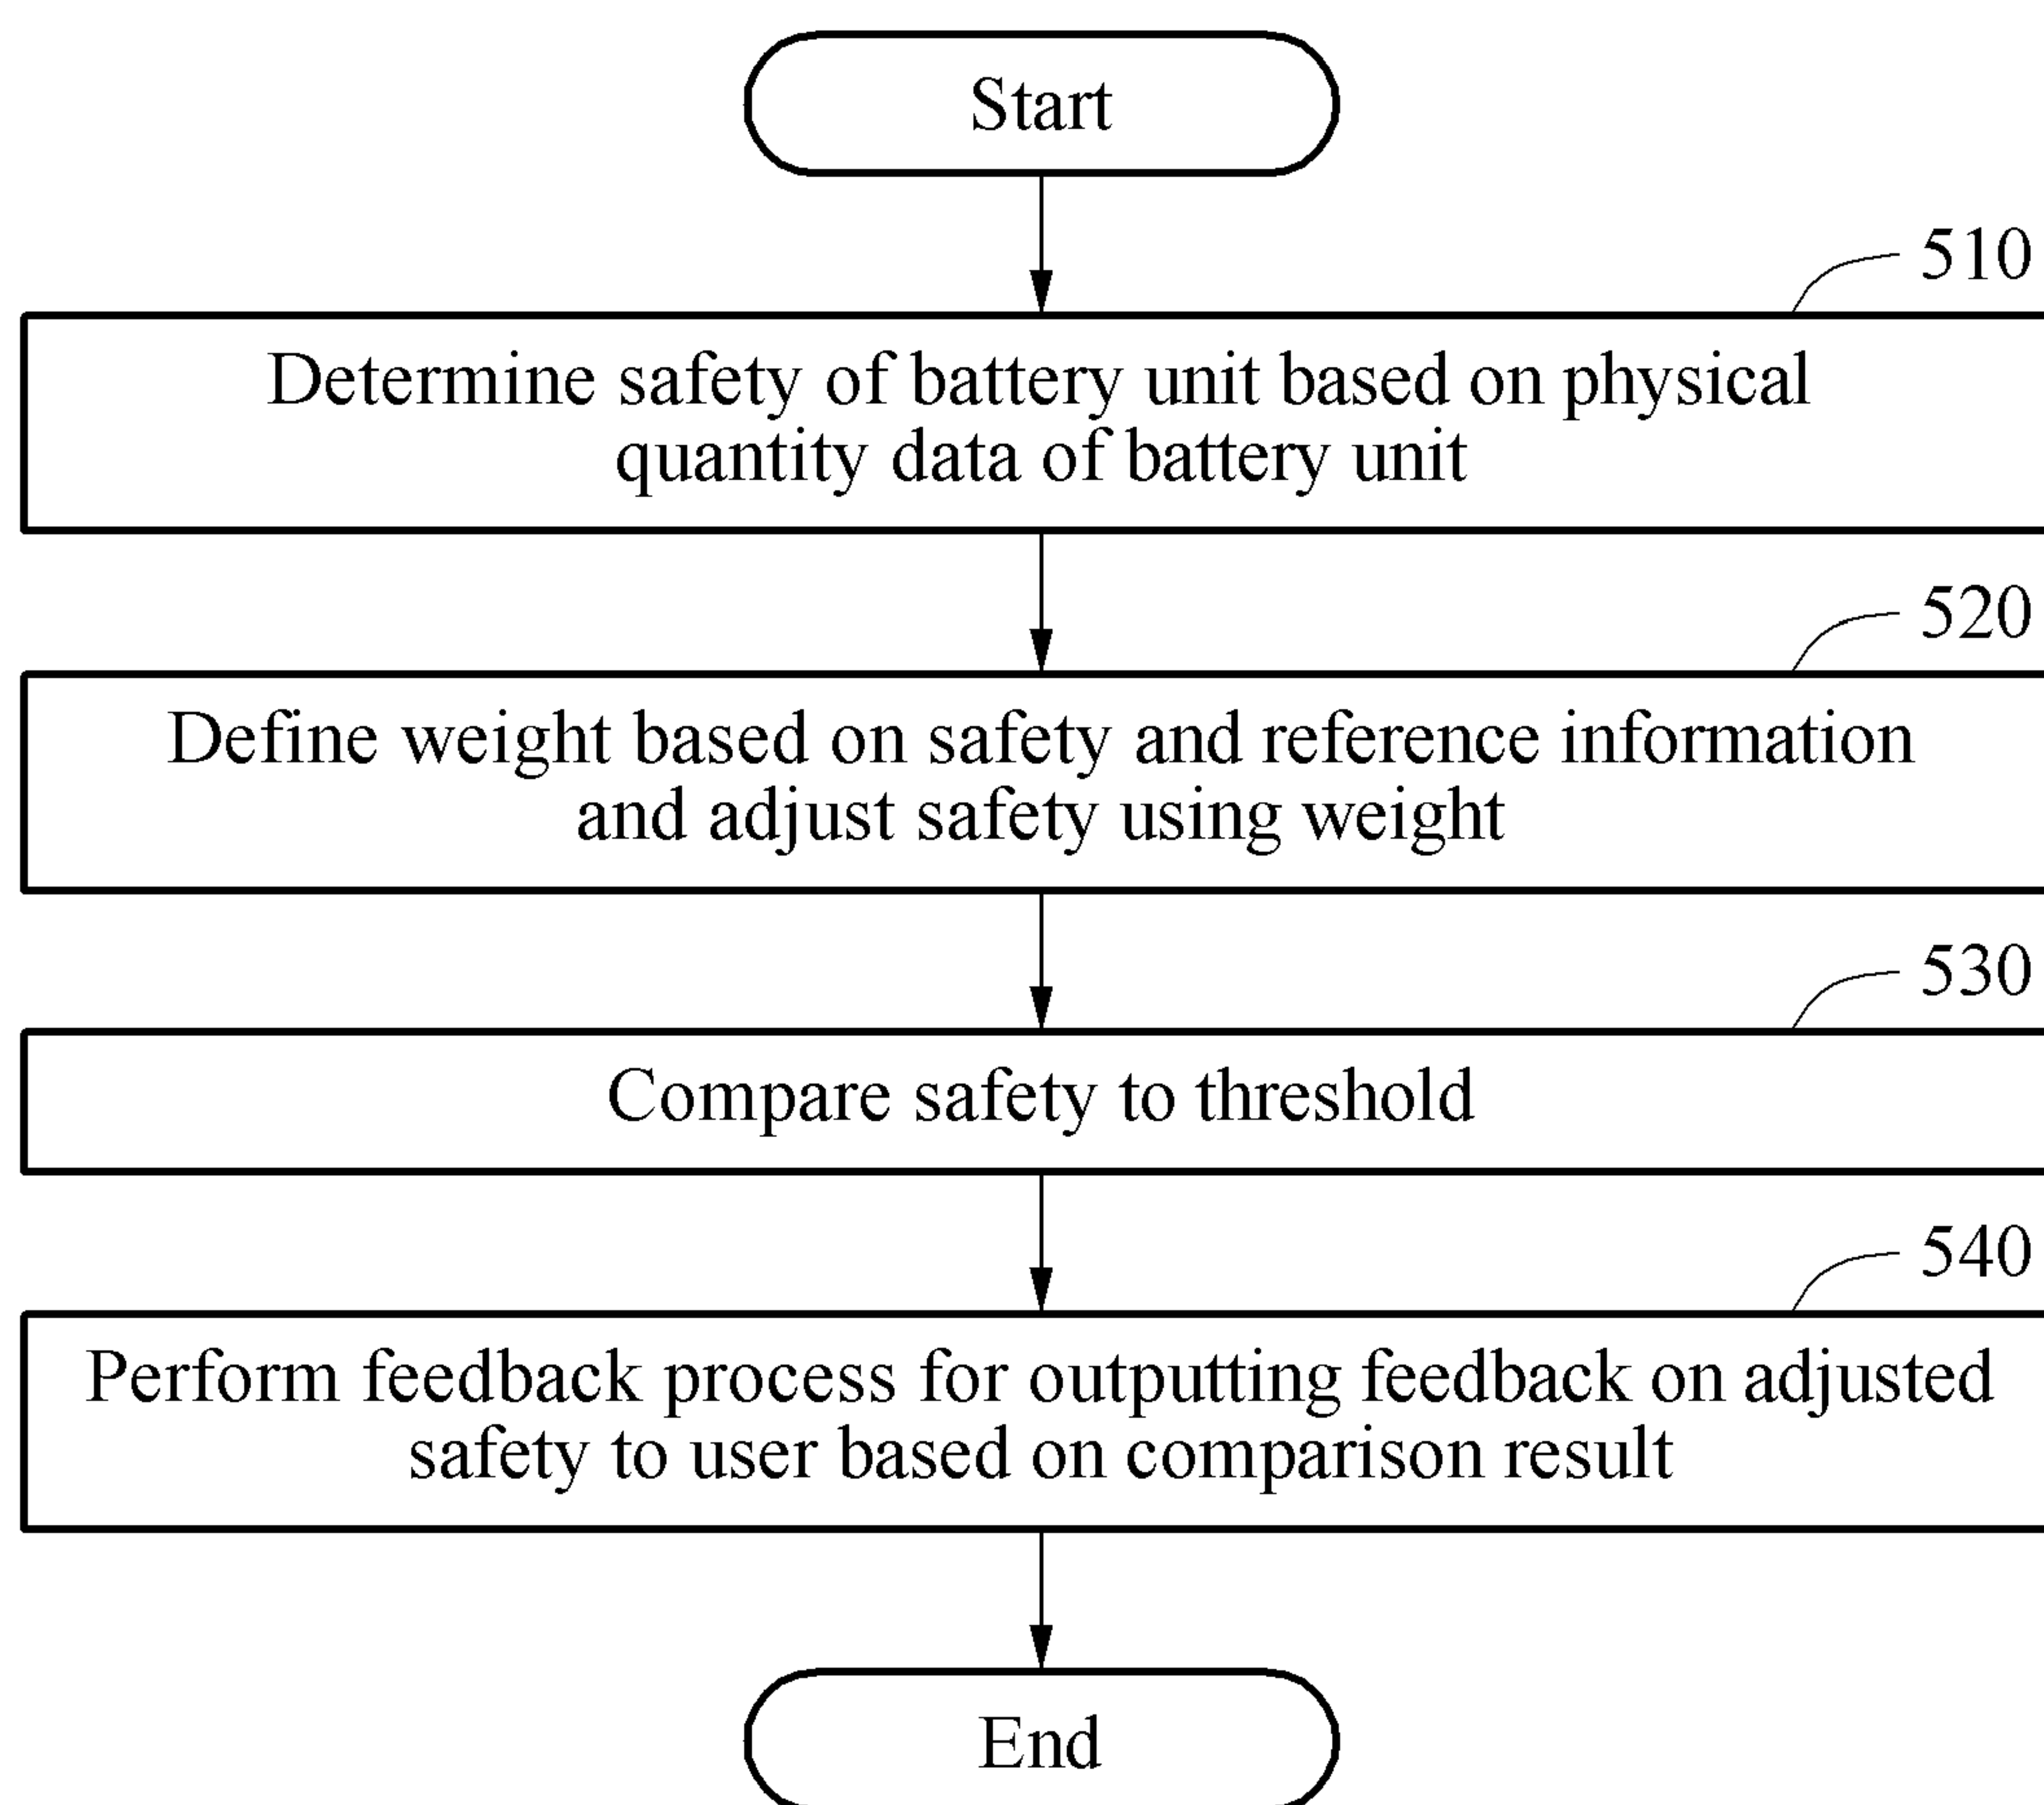 Start
510
Determine safety of battery unit based on physical
quantity data of battery unit
520
Define weight based on safety and reference information
and adjust safety using weight
530
Compare safety to threshold
540
Perform feedback process for outputting feedback on adjusted
safety to user based on comparison result
End